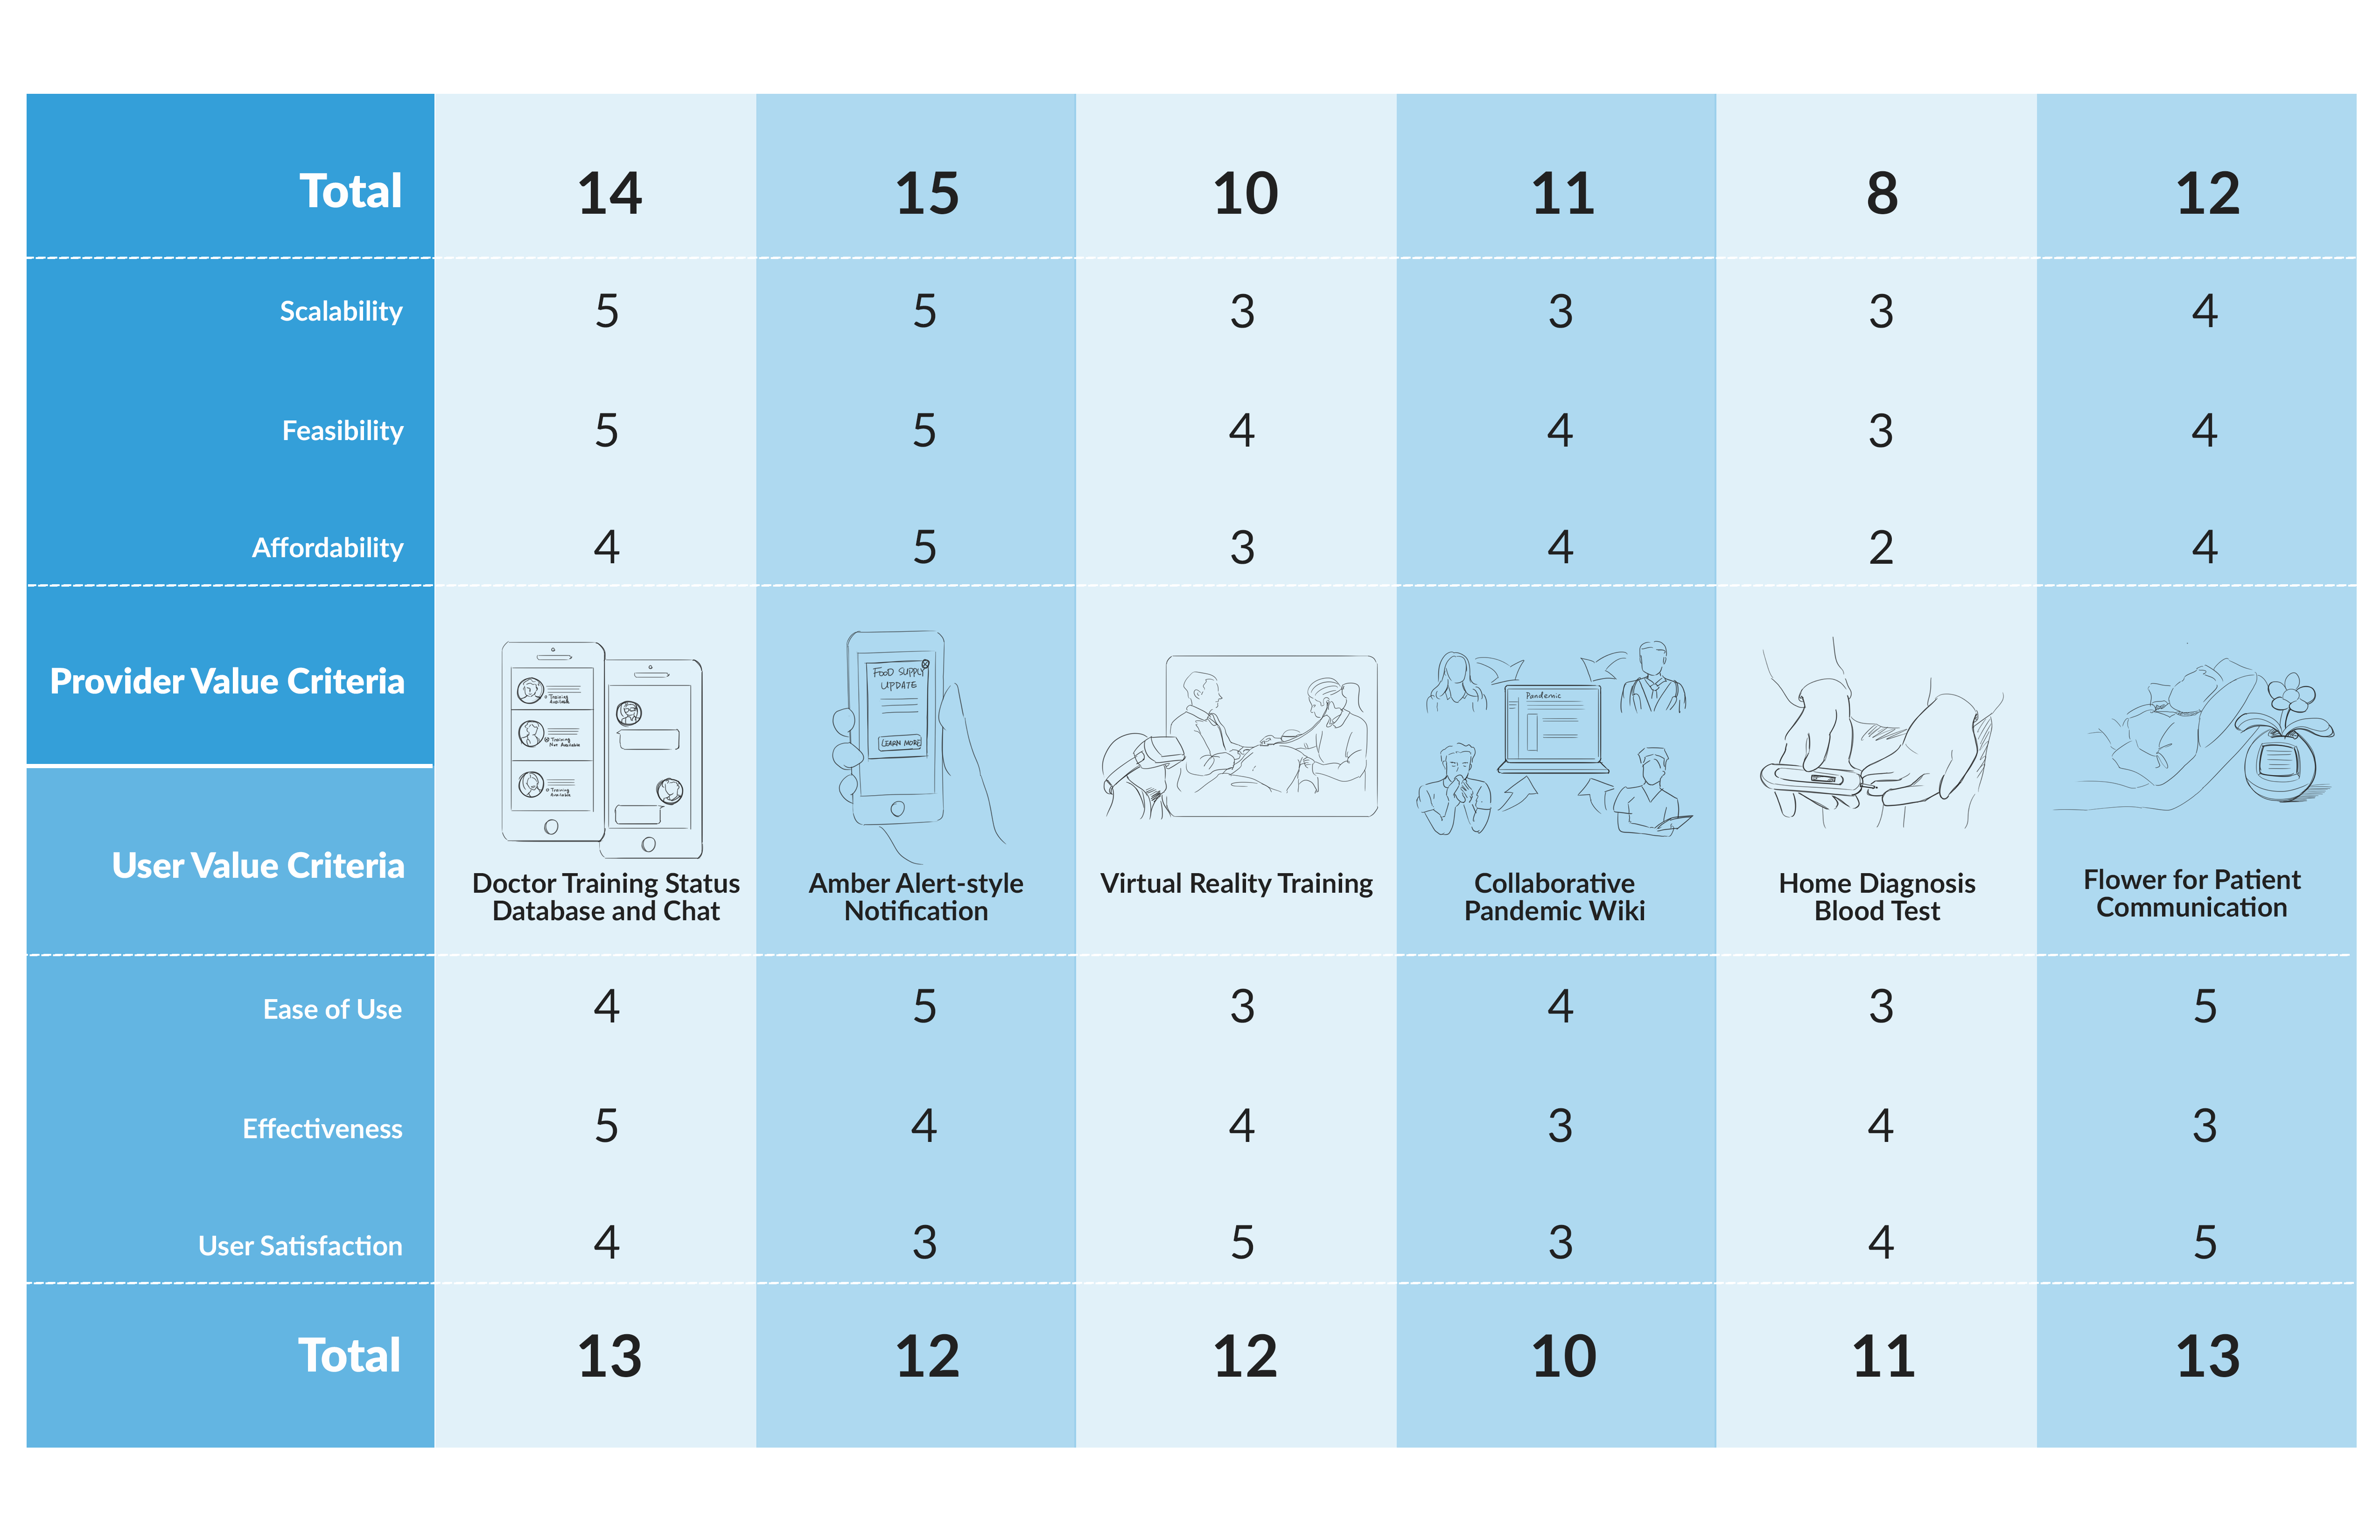 Total 14 15 10 11 8 12
Scalability 5 5 3 3 3 4
Feasibility 5 5 4 4 3 4
Affordability 4 5 3 4 2 4
Provider Value Criteria
User Value Criteria
Training
Available
Training
Not Available
Training
Available
FOOD SUPPLY
UPDATE
LEARN MORE
Pandemic
Doctor Training Status
Database and Chat
Amber Alert-style
Notification
Virtual Reality Training
Collaborative
Pandemic Wiki
Home Diagnosis
Blood Test
Flower for Patient
Communication
Ease of Use 4 5 3 4 3 5
Effectiveness 5 4 4 3 4 3
User Satisfaction 4 3 5 3 4 5
Total 13 12 12 10 11 13